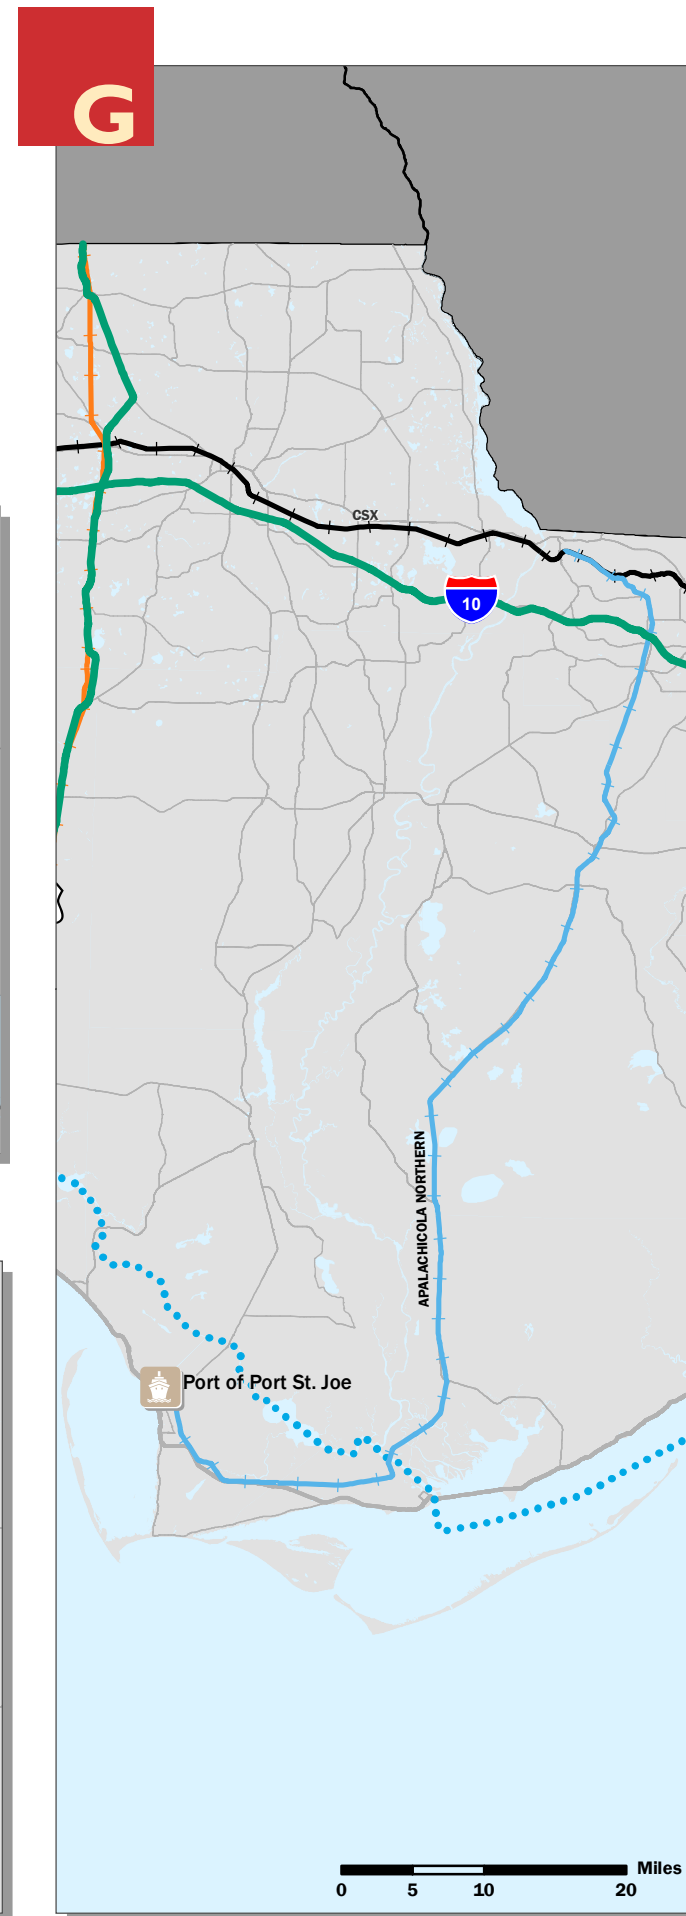 G
CSX
10
APALACHICOLA NORTHERN
Port of Port St. Joe
Miles
0 5 10 20